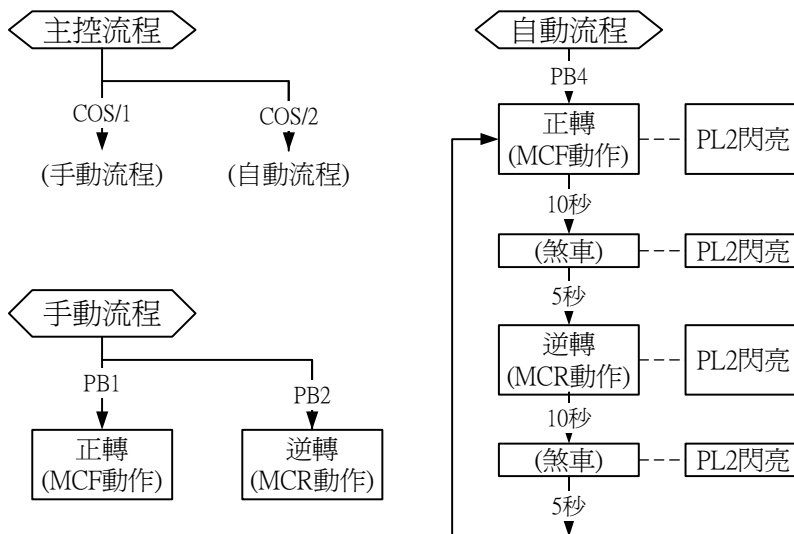 主控流程
COS/1
COS/2
(手動流程)
(自動流程)
手動流程
PB1
PB2
正轉
(MCF動作)
逆轉
(MCR動作)
自動流程
PB4
正轉
(MCF動作)
PL2閃亮
10秒
(煞車)
PL2閃亮
5秒
逆轉
(MCR動作)
PL2閃亮
10秒
(煞車)
PL2閃亮
5秒